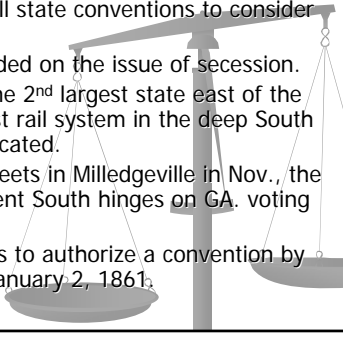 ll state conventions to consider
ded on the issue of secession.
ne 2nd largest state east of the
st rail system in the deep South
cated.
eets in Milledgeville in Nov., the
ent South hinges on GA. voting
s to authorize a convention by
anuary 2, 1861.